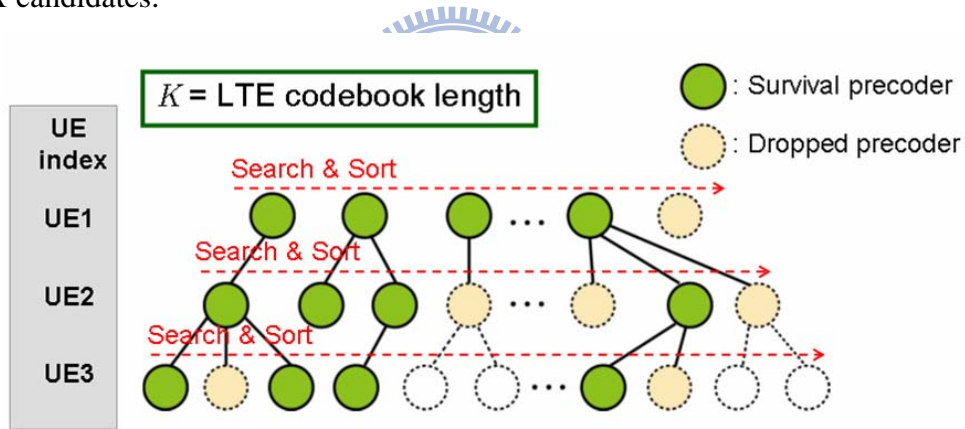 K candidates.
K = LTE codebook length
: Survival precoder
: Dropped precoder
UE
index
Search & Sort
UE1
...
Search & Sort
UE2
...
Search & Sort
UE3
...